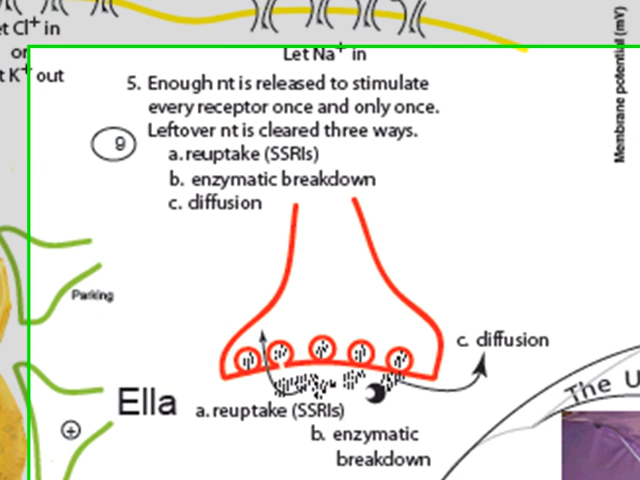 et Cl+ in
or
t K+ out
Let Na+ in
Membrane potential (mV)
5. Enough nt is released to stimulate
every receptor once and only once.
Leftover nt is cleared three ways.
9
a. reuptake (SSRIs)
b. enzymatic breakdown
c. diffusion
Parking
c. diffusion
Ella
a. reuptake (SSRIs)
b. enzymatic
breakdown
+
The U